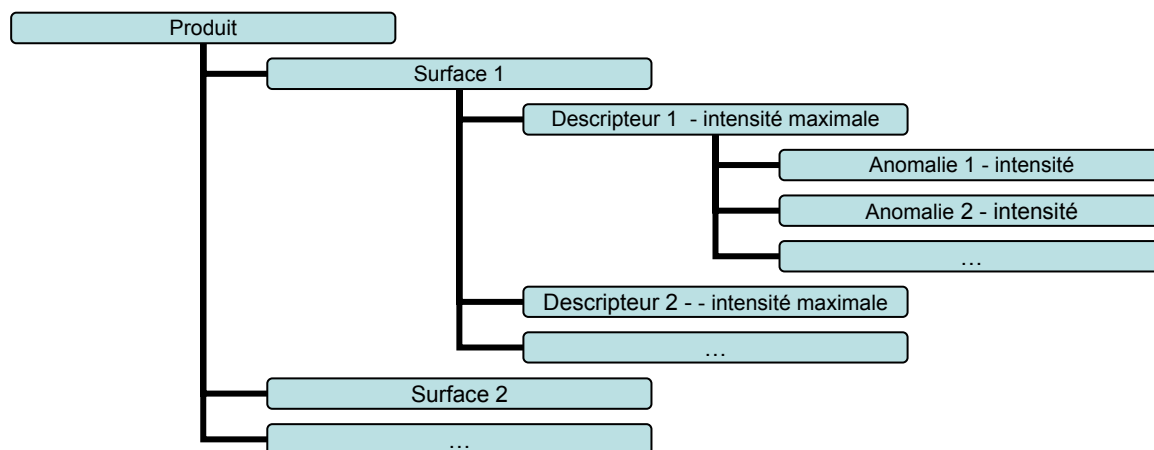 Produit
Surface 1
Descripteur 1 - intensité maximale
Anomalie 1 - intensité
Anomalie 2 - intensité
…
Descripteur 2 - - intensité maximale
…
Surface 2
…